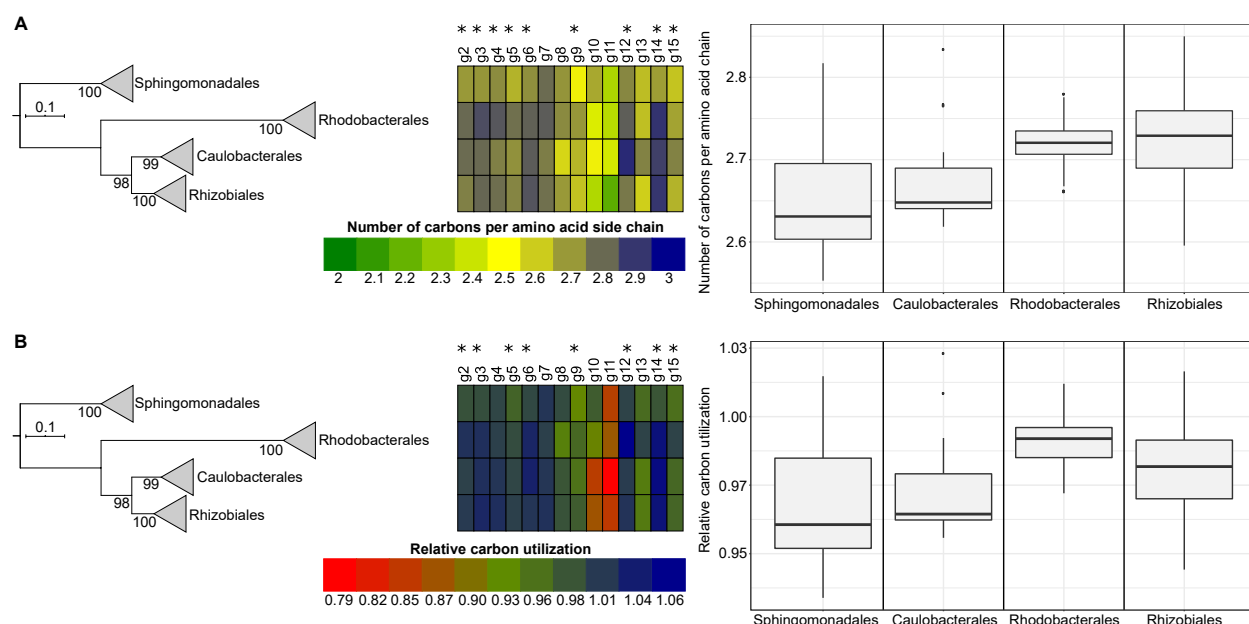 A
* * * * * * * * *
g2 g3 g4 g5 g6 g7 g8 g9 g10 g11 g12 g13 g14 g15
Sphingomonadales
100
0.1
Rhodobacterales
100
Caulobacterales
99
98
Rhizobiales
100
Number of carbons per amino acid side chain
2 2.1 2.2 2.3 2.4 2.5 2.6 2.7 2.8 2.9 3
Number of carbons per amino acid chain
2.8
2.7
2.6
Sphingomonadales Caulobacterales Rhodobacterales Rhizobiales
B
* * * * * * * *
g2 g3 g4 g5 g6 g7 g8 g9 g10 g11 g12 g13 g14 g15
Sphingomonadales
100
0.1
Rhodobacterales
100
Caulobacterales
99
98
Rhizobiales
100
Relative carbon utilization
0.79 0.82 0.85 0.87 0.90 0.93 0.96 0.98 1.01 1.04 1.06
Relative carbon utilization
1.03
1.00
0.97
0.95
Sphingomonadales Caulobacterales Rhodobacterales Rhizobiales